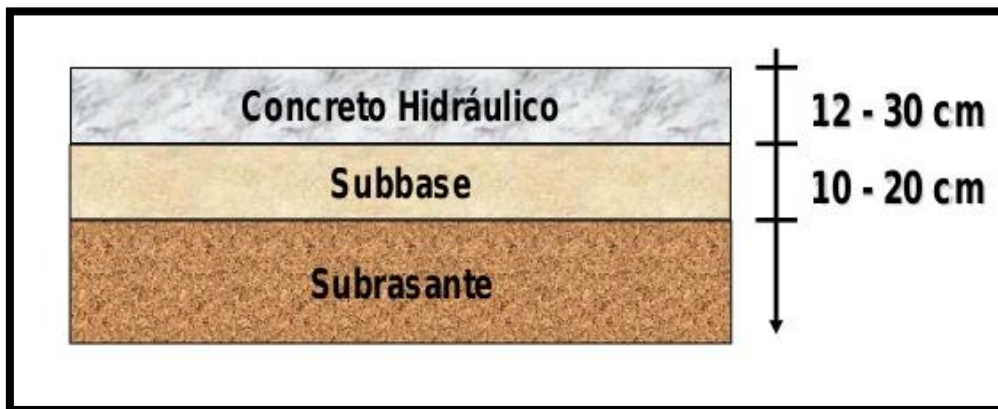 Concreto Hidráulico
12 - 30 cm
Subbase
10 - 20 cm
Subrasante